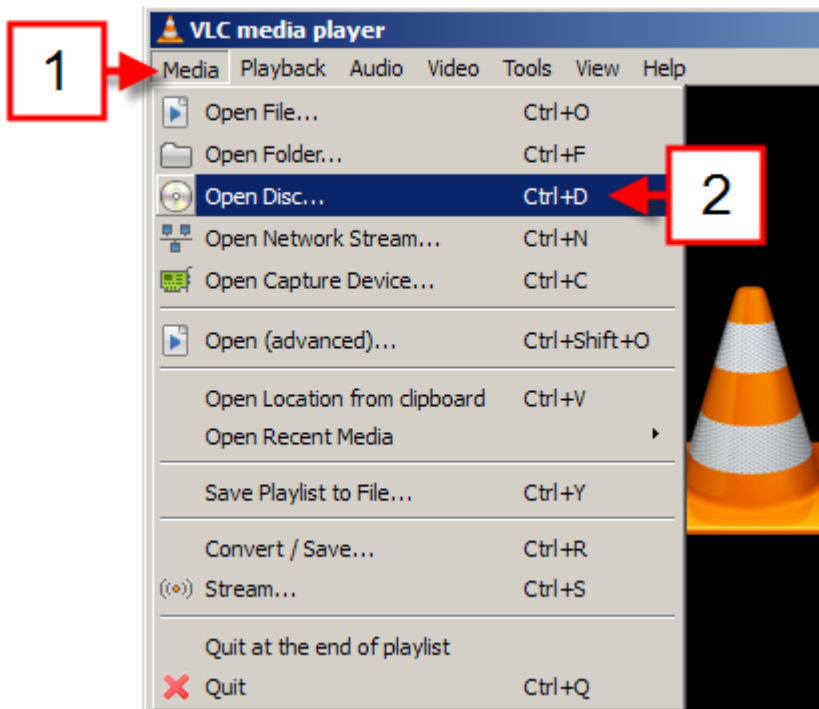 VLC media player
1
Media Playback Audio Video Tools View Help
Open File... Ctrl+O
Open Folder... Ctrl+F
Open Disc... Ctrl+D
2
Open Network Stream... Ctrl+N
Open Capture Device... Ctrl+C
Open (advanced)... Ctrl+Shift+O
Open Location from clipboard Ctrl+V
Open Recent Media
Save Playlist to File... Ctrl+Y
Convert / Save... Ctrl+R
Stream... Ctrl+S
Quit at the end of playlist
Quit Ctrl+Q